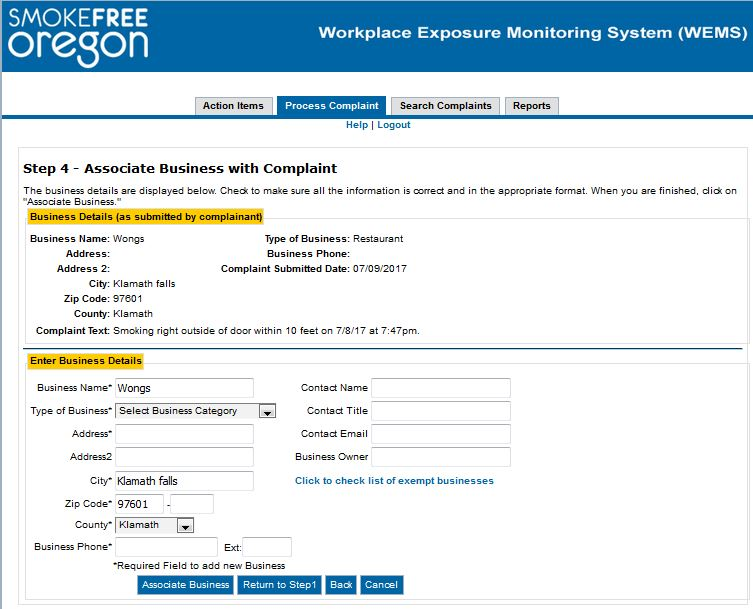 SMOKEFREE
oregon
Workplace Exposure Monitoring System (WEMS)
Action Items Process Complaint Search Complaints Reports
Help | Logout
Step 4 - Associate Business with Complaint
The business details are displayed below. Check to make sure all the information is correct and in the appropriate format. When you are finished, click on
"Associate Business."
Business Details (as submitted by complainant)
Business Name: Wongs Type of Business: Restaurant
Address: Business Phone:
Address 2: Complaint Submitted Date: 07/09/2017
City: Klamath falls
Zip Code: 97601
County: Klamath
Complaint Text: Smoking right outside of door within 10 feet on 7/8/17 at 7:47pm.
Enter Business Details
Business Name* Wongs Contact Name
Type of Business* Select Business Category Contact Title
Address* Contact Email
Address2 Business Owner
City* Klamath falls Click to check list of exempt businesses
Zip Code* 97601 -
County* Klamath
Business Phone* Ext:
*Required Field to add new Business
Associate Business Return to Step1 Back Cancel